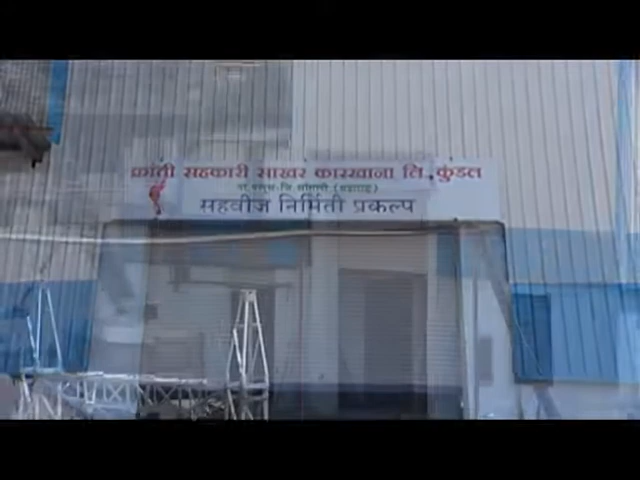 क्रांती सहकारी साखर कारखाना लि.,कुंडल
सहवीज निर्मिती प्रकल्प